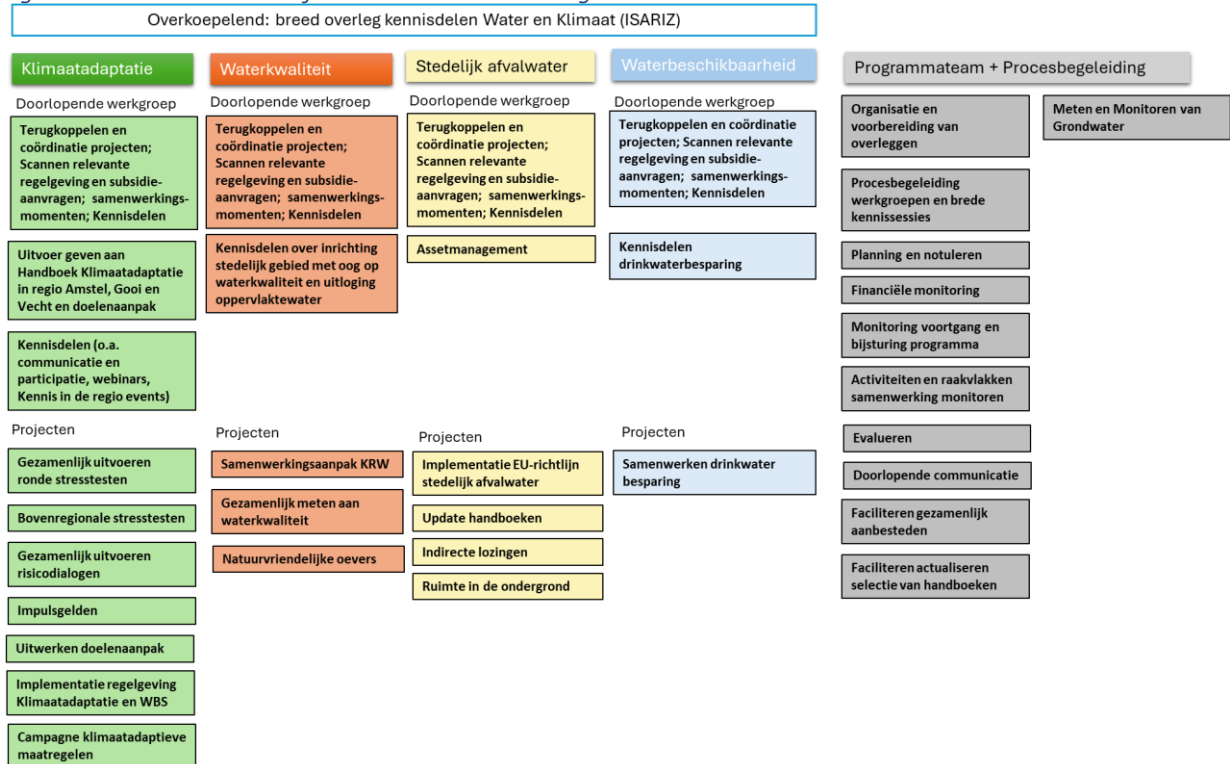 Overkoepelend: breed overleg kennisdelen Water en Klimaat (ISARIZ)
Klimaatadaptatie
Doorlopende werkgroep
Terugkoppelen en
coördinatie projecten;
Scannen relevante
regelgeving en subsidie-
aanvragen; samenwerkings-
momenten; Kennisdelen
Uitvoer geven aan
Handboek Klimaatadaptatie
in regio Amstel, Gooi en
Vecht en doelenaanpak
Kennisdelen (o.a.
communicatie en
participatie, webinars,
Kennis in de regio events)
Projecten
Gezamenlijk uitvoeren
ronde stresstesten
Bovenregionale stresstesten
Gezamenlijk uitvoeren
risicodialogen
Impulsgelden
Uitwerken doelenaanpak
Implementatie regelgeving
Klimaatadaptatie en WBS
Campagne klimaatadaptieve
maatregelen
Waterkwaliteit
Doorlopende werkgroep
Terugkoppelen en
coördinatie projecten;
Scannen relevante
regelgeving en subsidie-
aanvragen; samenwerkings-
momenten; Kennisdelen
Kennisdelen over inrichting
stedelijk gebied met oog op
waterkwaliteit en uitloging
oppervlaktewater
Projecten
Samenwerkingsaanpak KRW
Gezamenlijk meten aan
waterkwaliteit
Natuurvriendelijke oevers
Stedelijk afvalwater
Doorlopende werkgroep
Terugkoppelen en
coördinatie projecten;
Scannen relevante
regelgeving en subsidie-
aanvragen; samenwerkings-
momenten; Kennisdelen
Assetmanagement
Projecten
Implementatie EU-richtlijn
stedelijk afvalwater
Update handboeken
Indirecte lozingen
Ruimte in de ondergrond
Waterbeschikbaarheid
Doorlopende werkgroep
Terugkoppelen en coördinatie
projecten; Scannen relevante
regelgeving en subsidie-
aanvragen; samenwerkings-
momenten; Kennisdelen
Kennisdelen
drinkwaterbesparing
Projecten
Samenwerken drinkwater
besparing
Programmateam + Procesbegeleiding
Organisatie en
voorbereiding van
overleggen
Procesbegeleiding
werkgroepen en brede
kennissessies
Planning en notuleren
Financiële monitoring
Monitoring voortgang en
bijsturing programma
Activiteiten en raakvlakken
samenwerking monitoren
Evalueren
Doorlopende communicatie
Faciliteren gezamenlijk
aanbesteden
Faciliteren actualiseren
selectie van handboeken
Meten en Monitoren van
Grondwater